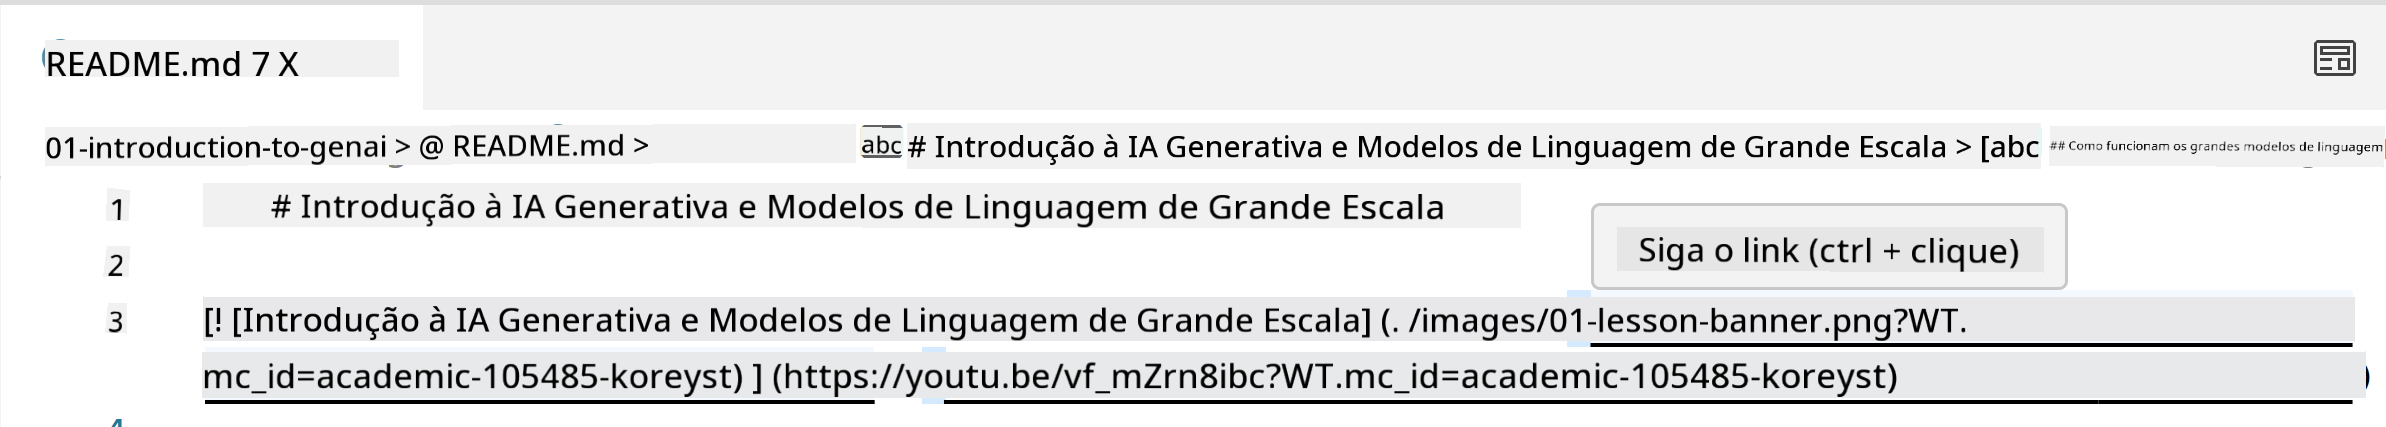 README.md 7 X
01-introduction-to-genai > @ README.md > abc # Introdução à IA Generativa e Modelos de Linguagem de Grande Escala > [abc ## Como funcionam os grandes modelos de linguagem
1 # Introdução à IA Generativa e Modelos de Linguagem de Grande Escala
Siga o link (ctrl + clique)
2
3 [! [Introdução à IA Generativa e Modelos de Linguagem de Grande Escala] (. /images/01-lesson-banner.png?WT.
mc_id=academic-105485-koreyst) ] (https://youtu.be/vf_mZrn8ibc?WT.mc_id=academic-105485-koreyst)